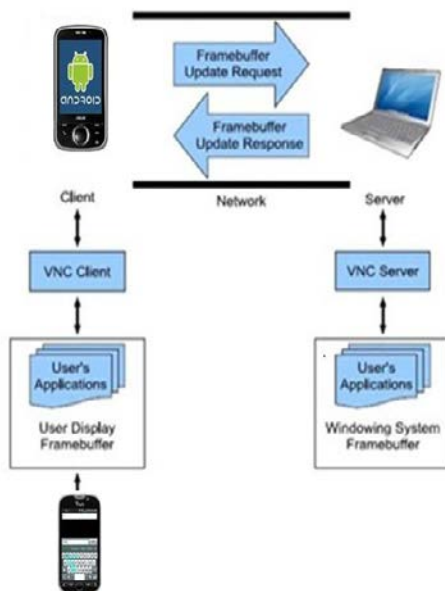 Framebuffer
Update Request
Framebuffer
Update Response
ANDROID
Client
Network
Server
VNC Client
VNC Server
User's
Applications
User Display
Framebuffer
User's
Applications
Windowing System
Framebuffer